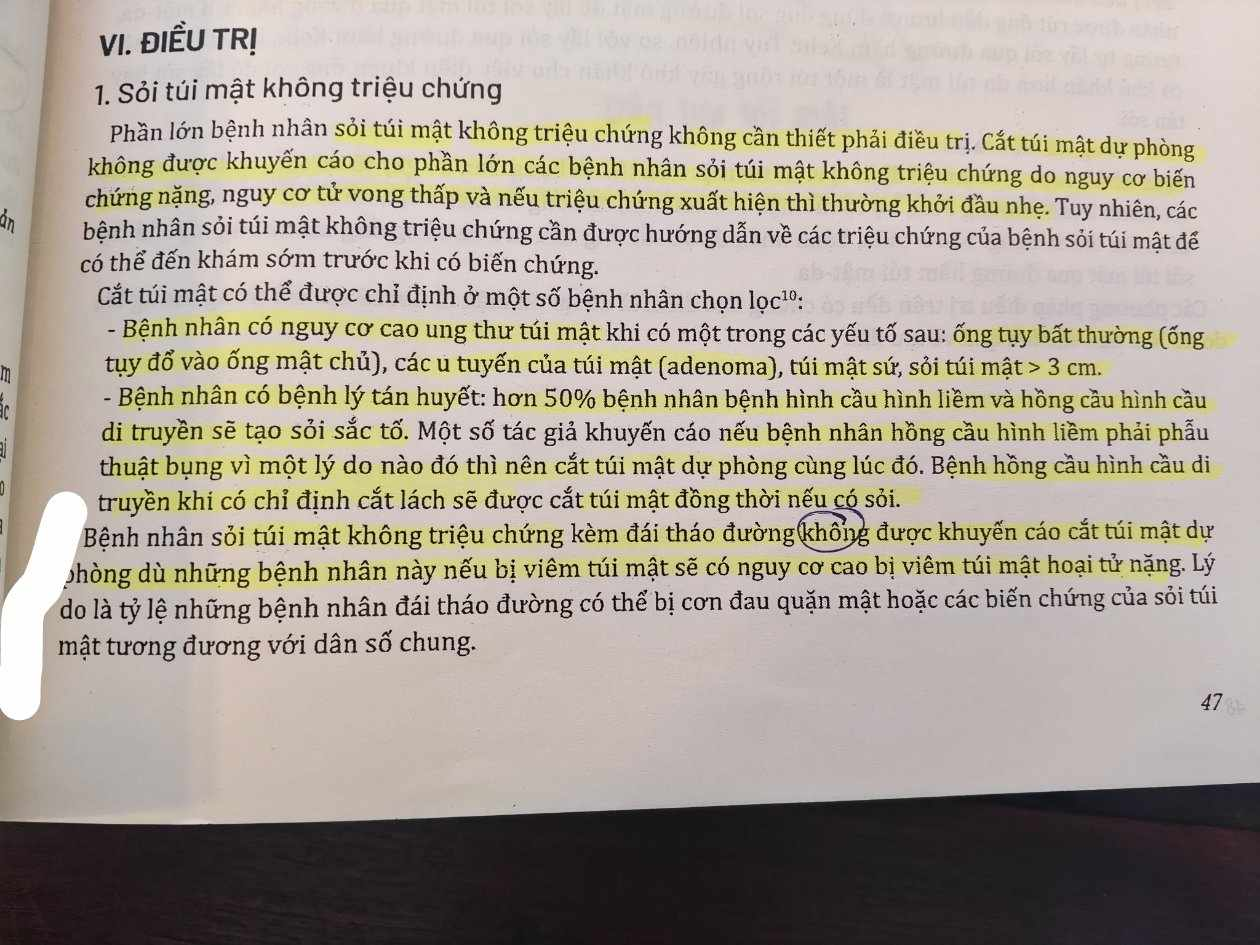 VI. ĐIỀU TRỊ
1. Sỏi túi mật không triệu chứng
Phần lớn bệnh nhân sỏi túi mật không triệu chứng không cần thiết phải điều trị. Cắt túi mật dự phòng
không được khuyến cáo cho phần lớn các bệnh nhân sỏi túi mật không triệu chứng do nguy cơ biến
chứng nặng, nguy cơ tử vong thấp và nếu triệu chứng xuất hiện thì thường khởi đầu nhẹ. Tuy nhiên, các
bệnh nhân sỏi túi mật không triệu chứng cần được hướng dẫn về các triệu chứng của bệnh sỏi túi mật để
có thể đến khám sớm trước khi có biến chứng.
Cắt túi mật có thể được chỉ định ở một số bệnh nhân chọn lọc¹⁰:
- Bệnh nhân có nguy cơ cao ung thư túi mật khi có một trong các yếu tố sau: ống tụy bất thường (ống
tụy đổ vào ống mật chủ), các u tuyến của túi mật (adenoma), túi mật sứ, sỏi túi mật > 3 cm.
- Bệnh nhân có bệnh lý tán huyết: hơn 50% bệnh nhân bệnh hình cầu hình liềm và hồng cầu hình cầu
di truyền sẽ tạo sỏi sắc tố. Một số tác giả khuyến cáo nếu bệnh nhân hồng cầu hình liềm phải phẫu
thuật bụng vì một lý do nào đó thì nên cắt túi mật dự phòng cùng lúc đó. Bệnh hồng cầu hình cầu di
truyền khi có chỉ định cắt lách sẽ được cắt túi mật đồng thời nếu có sỏi.
Bệnh nhân sỏi túi mật không triệu chứng kèm đái tháo đường không được khuyến cáo cắt túi mật dự
phòng dù những bệnh nhân này nếu bị viêm túi mật sẽ có nguy cơ cao bị viêm túi mật hoại tử nặng. Lý
do là tỷ lệ những bệnh nhân đái tháo đường có thể bị cơn đau quặn mật hoặc các biến chứng của sỏi túi
mật tương đương với dân số chung.
47